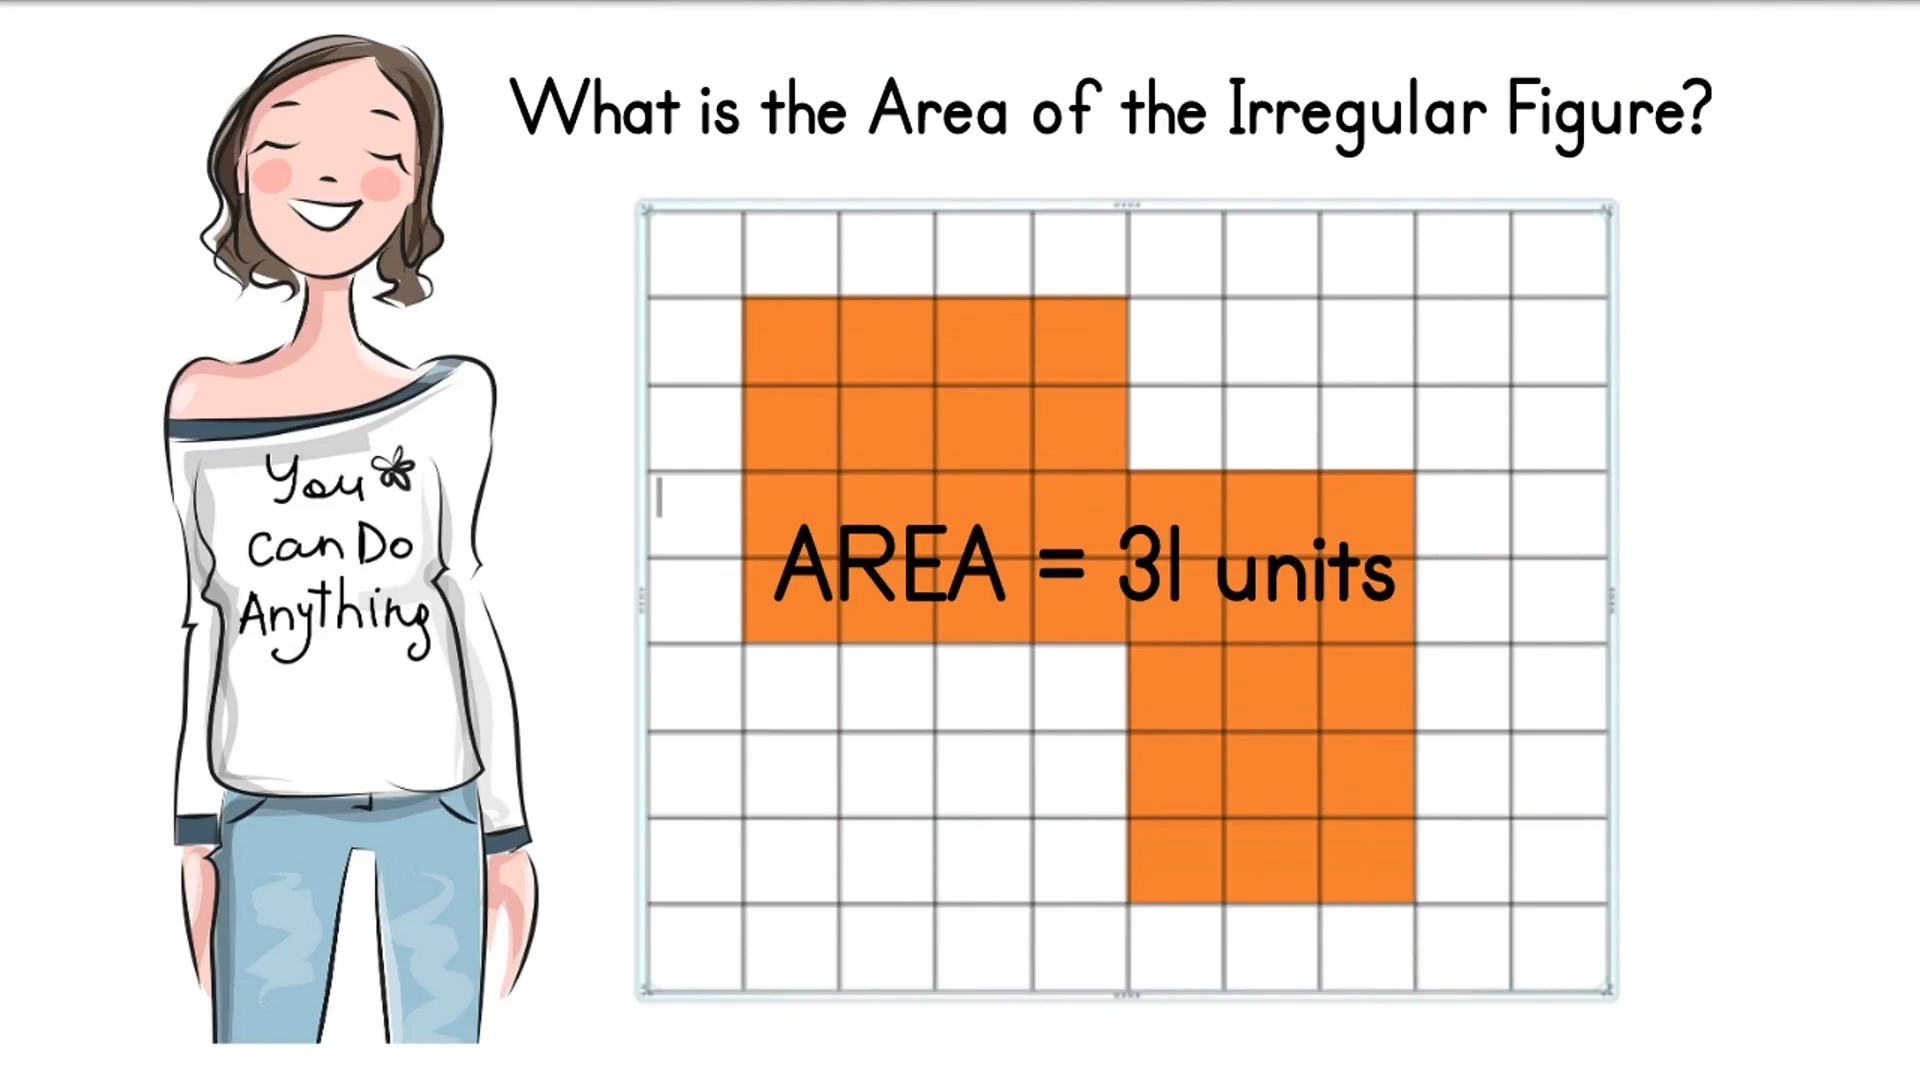 What is the Area of the Irregular Figure?
You
can Do
Anything
AREA = 31 units